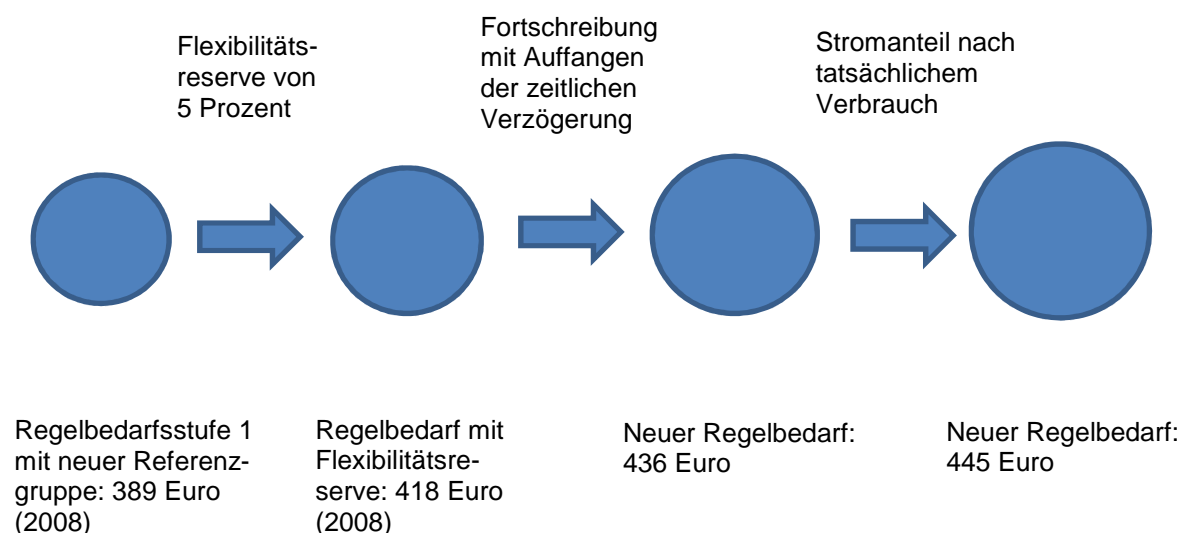 Flexibilitäts-
reserve von
5 Prozent
Fortschreibung
mit Auffangen
der zeitlichen
Verzögerung
Stromanteil nach
tatsächlichem
Verbrauch
Regelbedarfsstufe 1
mit neuer Referenz-
gruppe: 389 Euro
(2008)
Regelbedarf mit
Flexibilitätsre-
serve: 418 Euro
(2008)
Neuer Regelbedarf:
436 Euro
Neuer Regelbedarf:
445 Euro